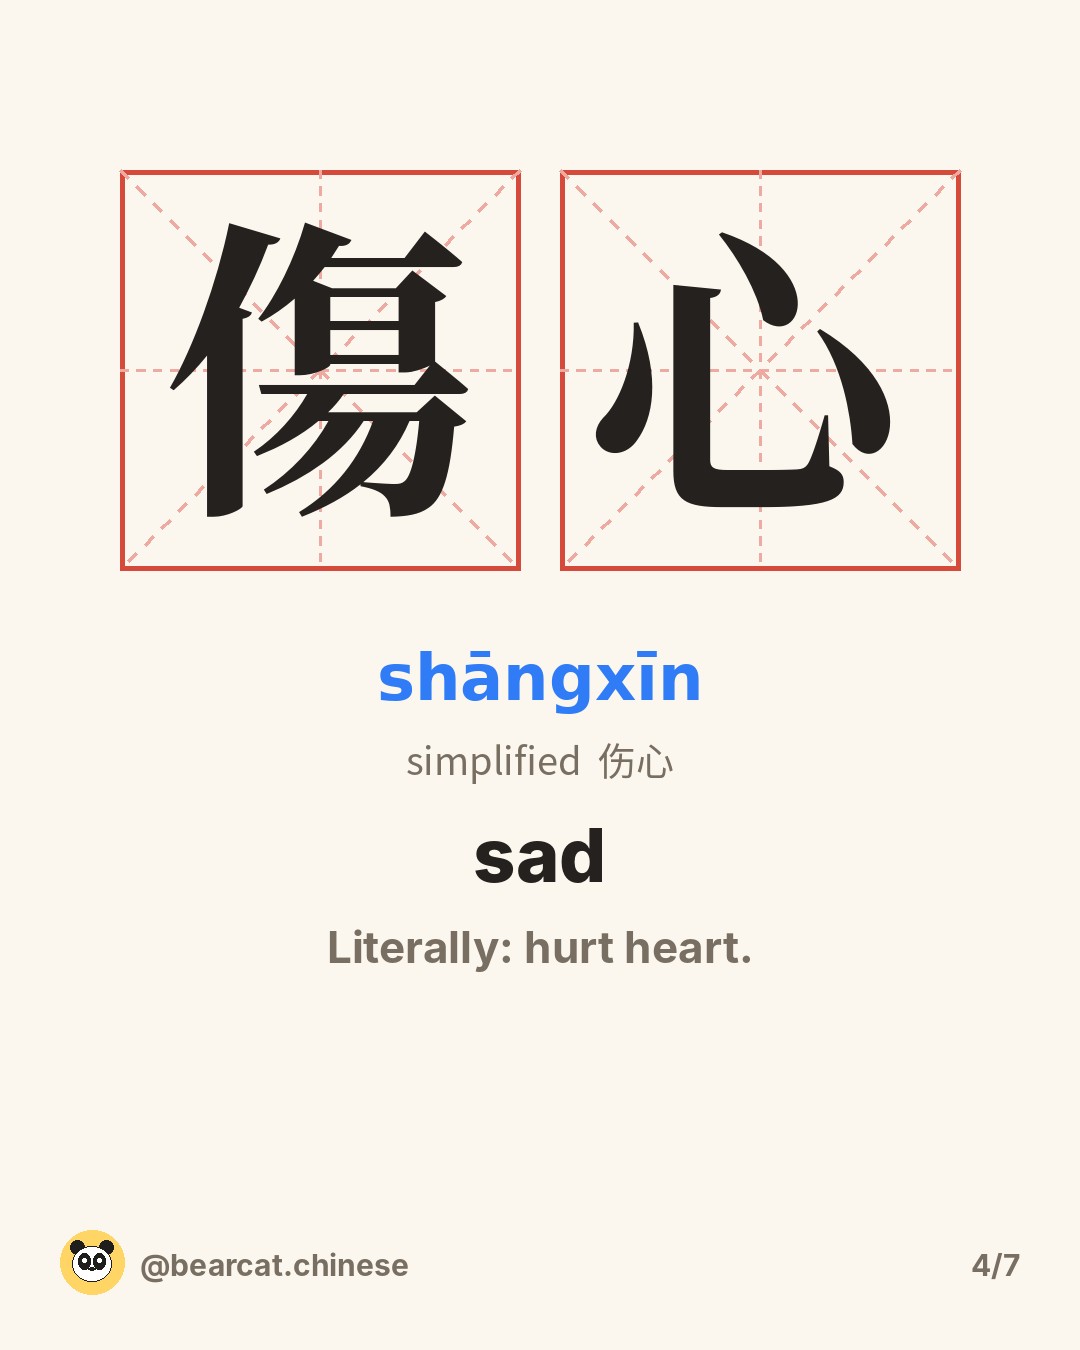 傷心
shāngxīn
simplified 伤心
sad
Literally: hurt heart.
@bearcat.chinese
4/7